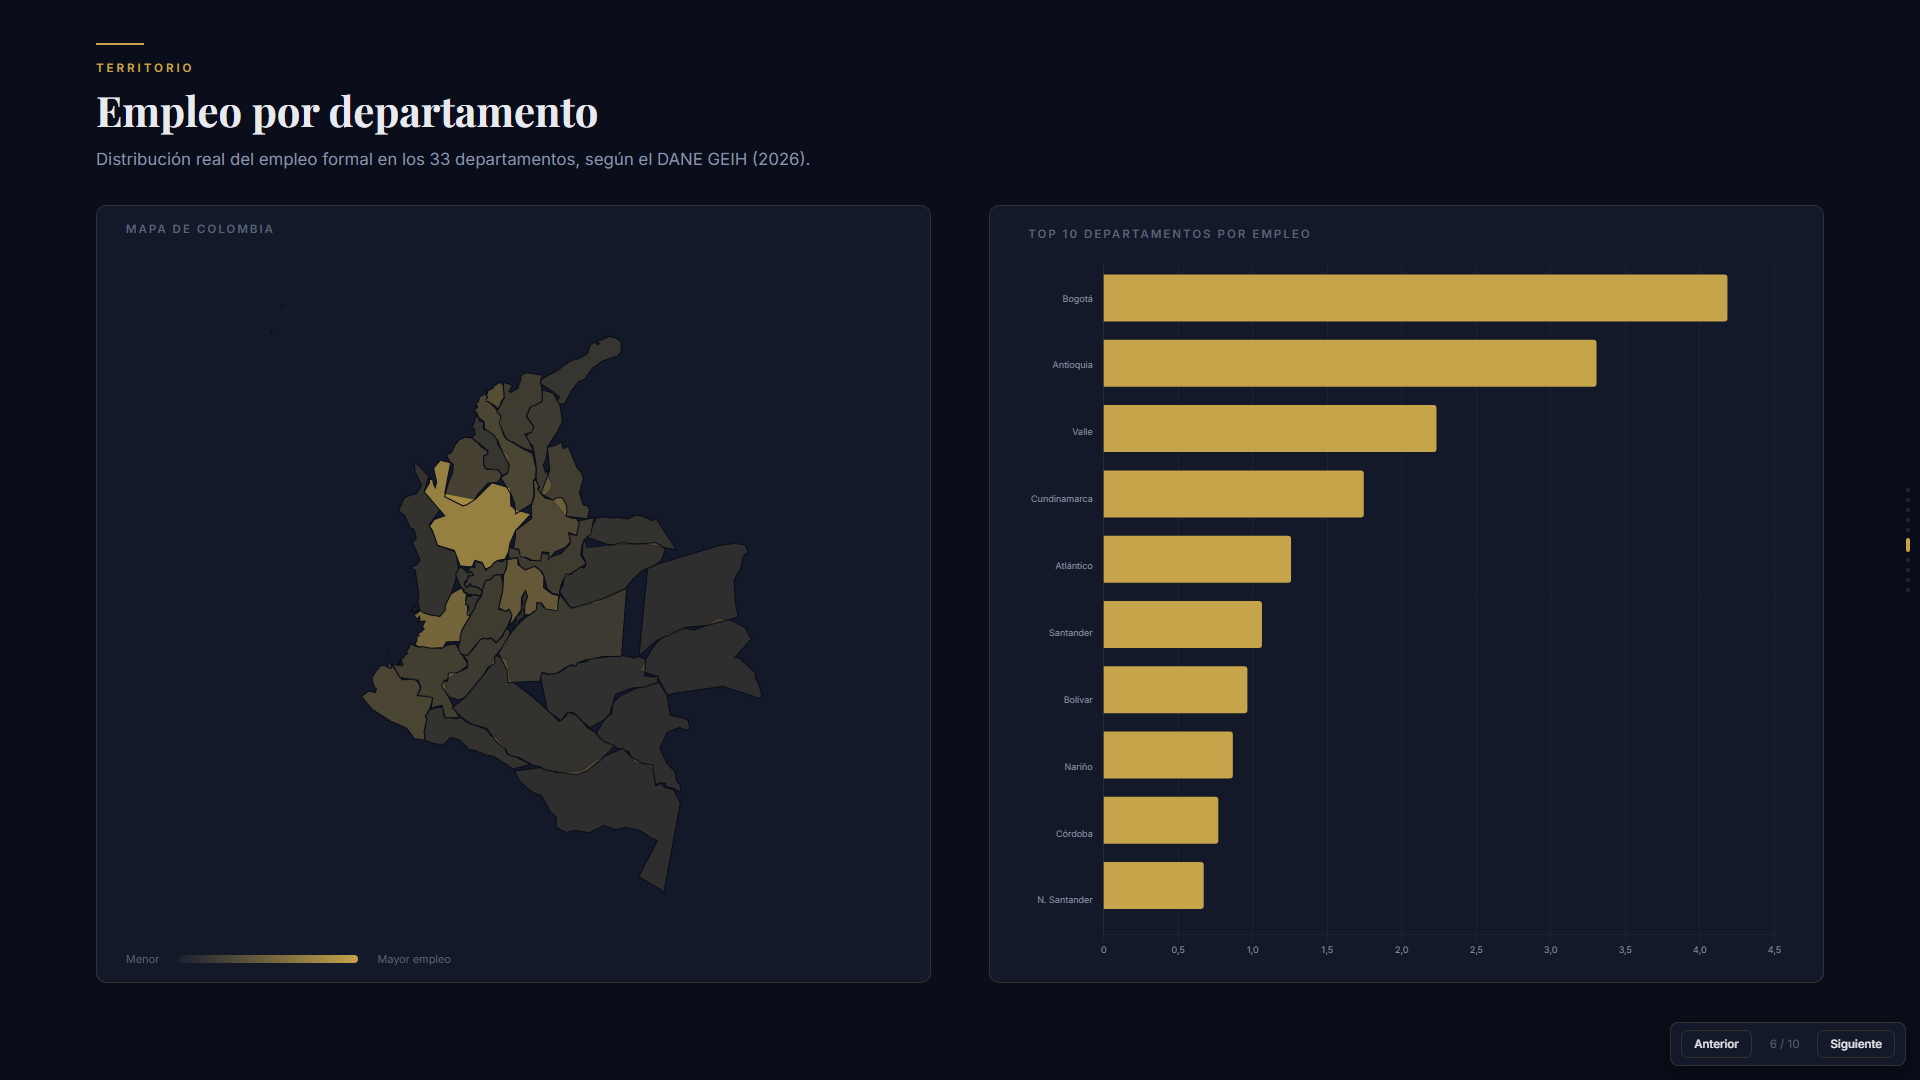 TERRITORIO
Empleo por departamento
Distribución real del empleo formal en los 33 departamentos, según el DANE GEIH (2026).
MAPA DE COLOMBIA
Menor
Mayor empleo
TOP 10 DEPARTAMENTOS POR EMPLEO
Bogotá
Antioquia
Valle
Cundinamarca
Atlántico
Santander
Bolívar
Nariño
Córdoba
N. Santander
0 0,5 1,0 1,5 2,0 2,5 3,0 3,5 4,0 4,5
Anterior 6 / 10 Siguiente